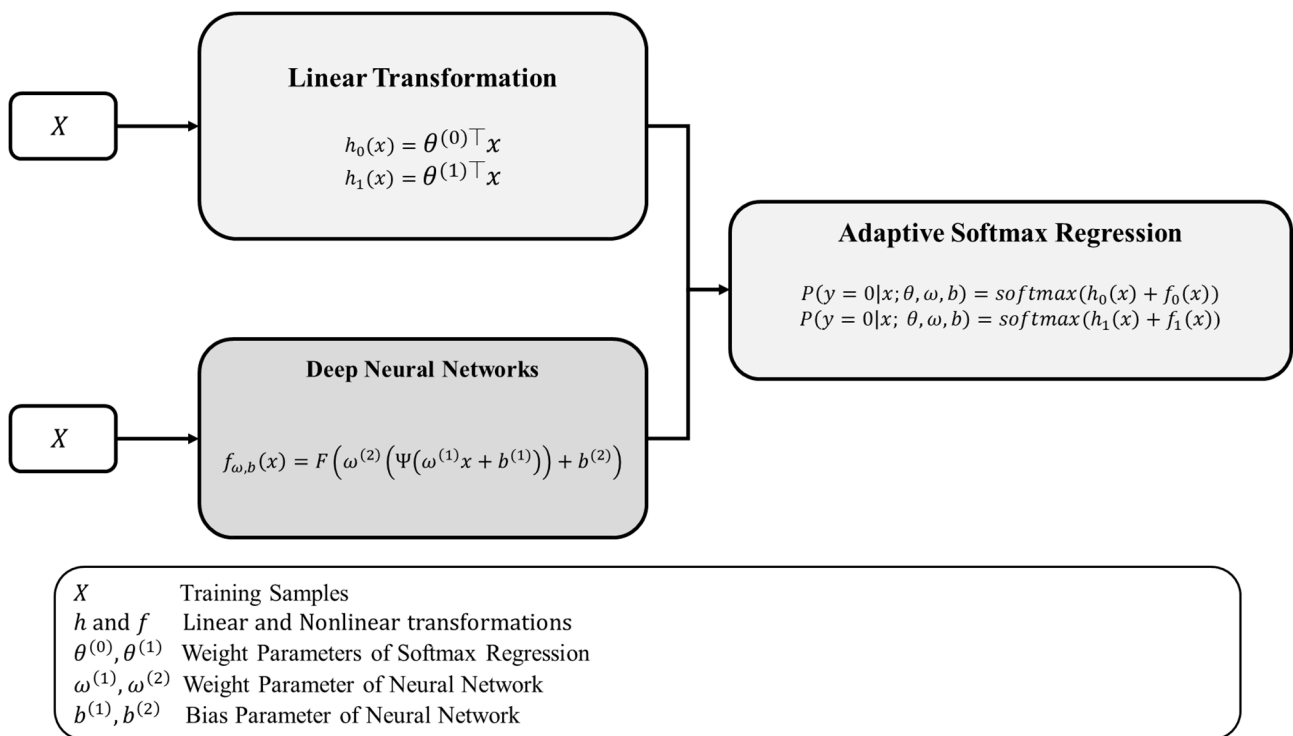 Linear Transformation
X
h₀(x) = θ⁽⁰⁾⊤x
h₁(x) = θ⁽¹⁾⊤x
Adaptive Softmax Regression
P(y = 0|x; θ, ω, b) = softmax(h₀(x) + f₀(x))
P(y = 0|x; θ, ω, b) = softmax(h₁(x) + f₁(x))
Deep Neural Networks
X
f_{ω,b}(x) = F(ω⁽²⁾(Ψ(ω⁽¹⁾x + b⁽¹⁾)) + b⁽²⁾)
X Training Samples
h and f Linear and Nonlinear transformations
θ⁽⁰⁾, θ⁽¹⁾ Weight Parameters of Softmax Regression
ω⁽¹⁾, ω⁽²⁾ Weight Parameter of Neural Network
b⁽¹⁾, b⁽²⁾ Bias Parameter of Neural Network